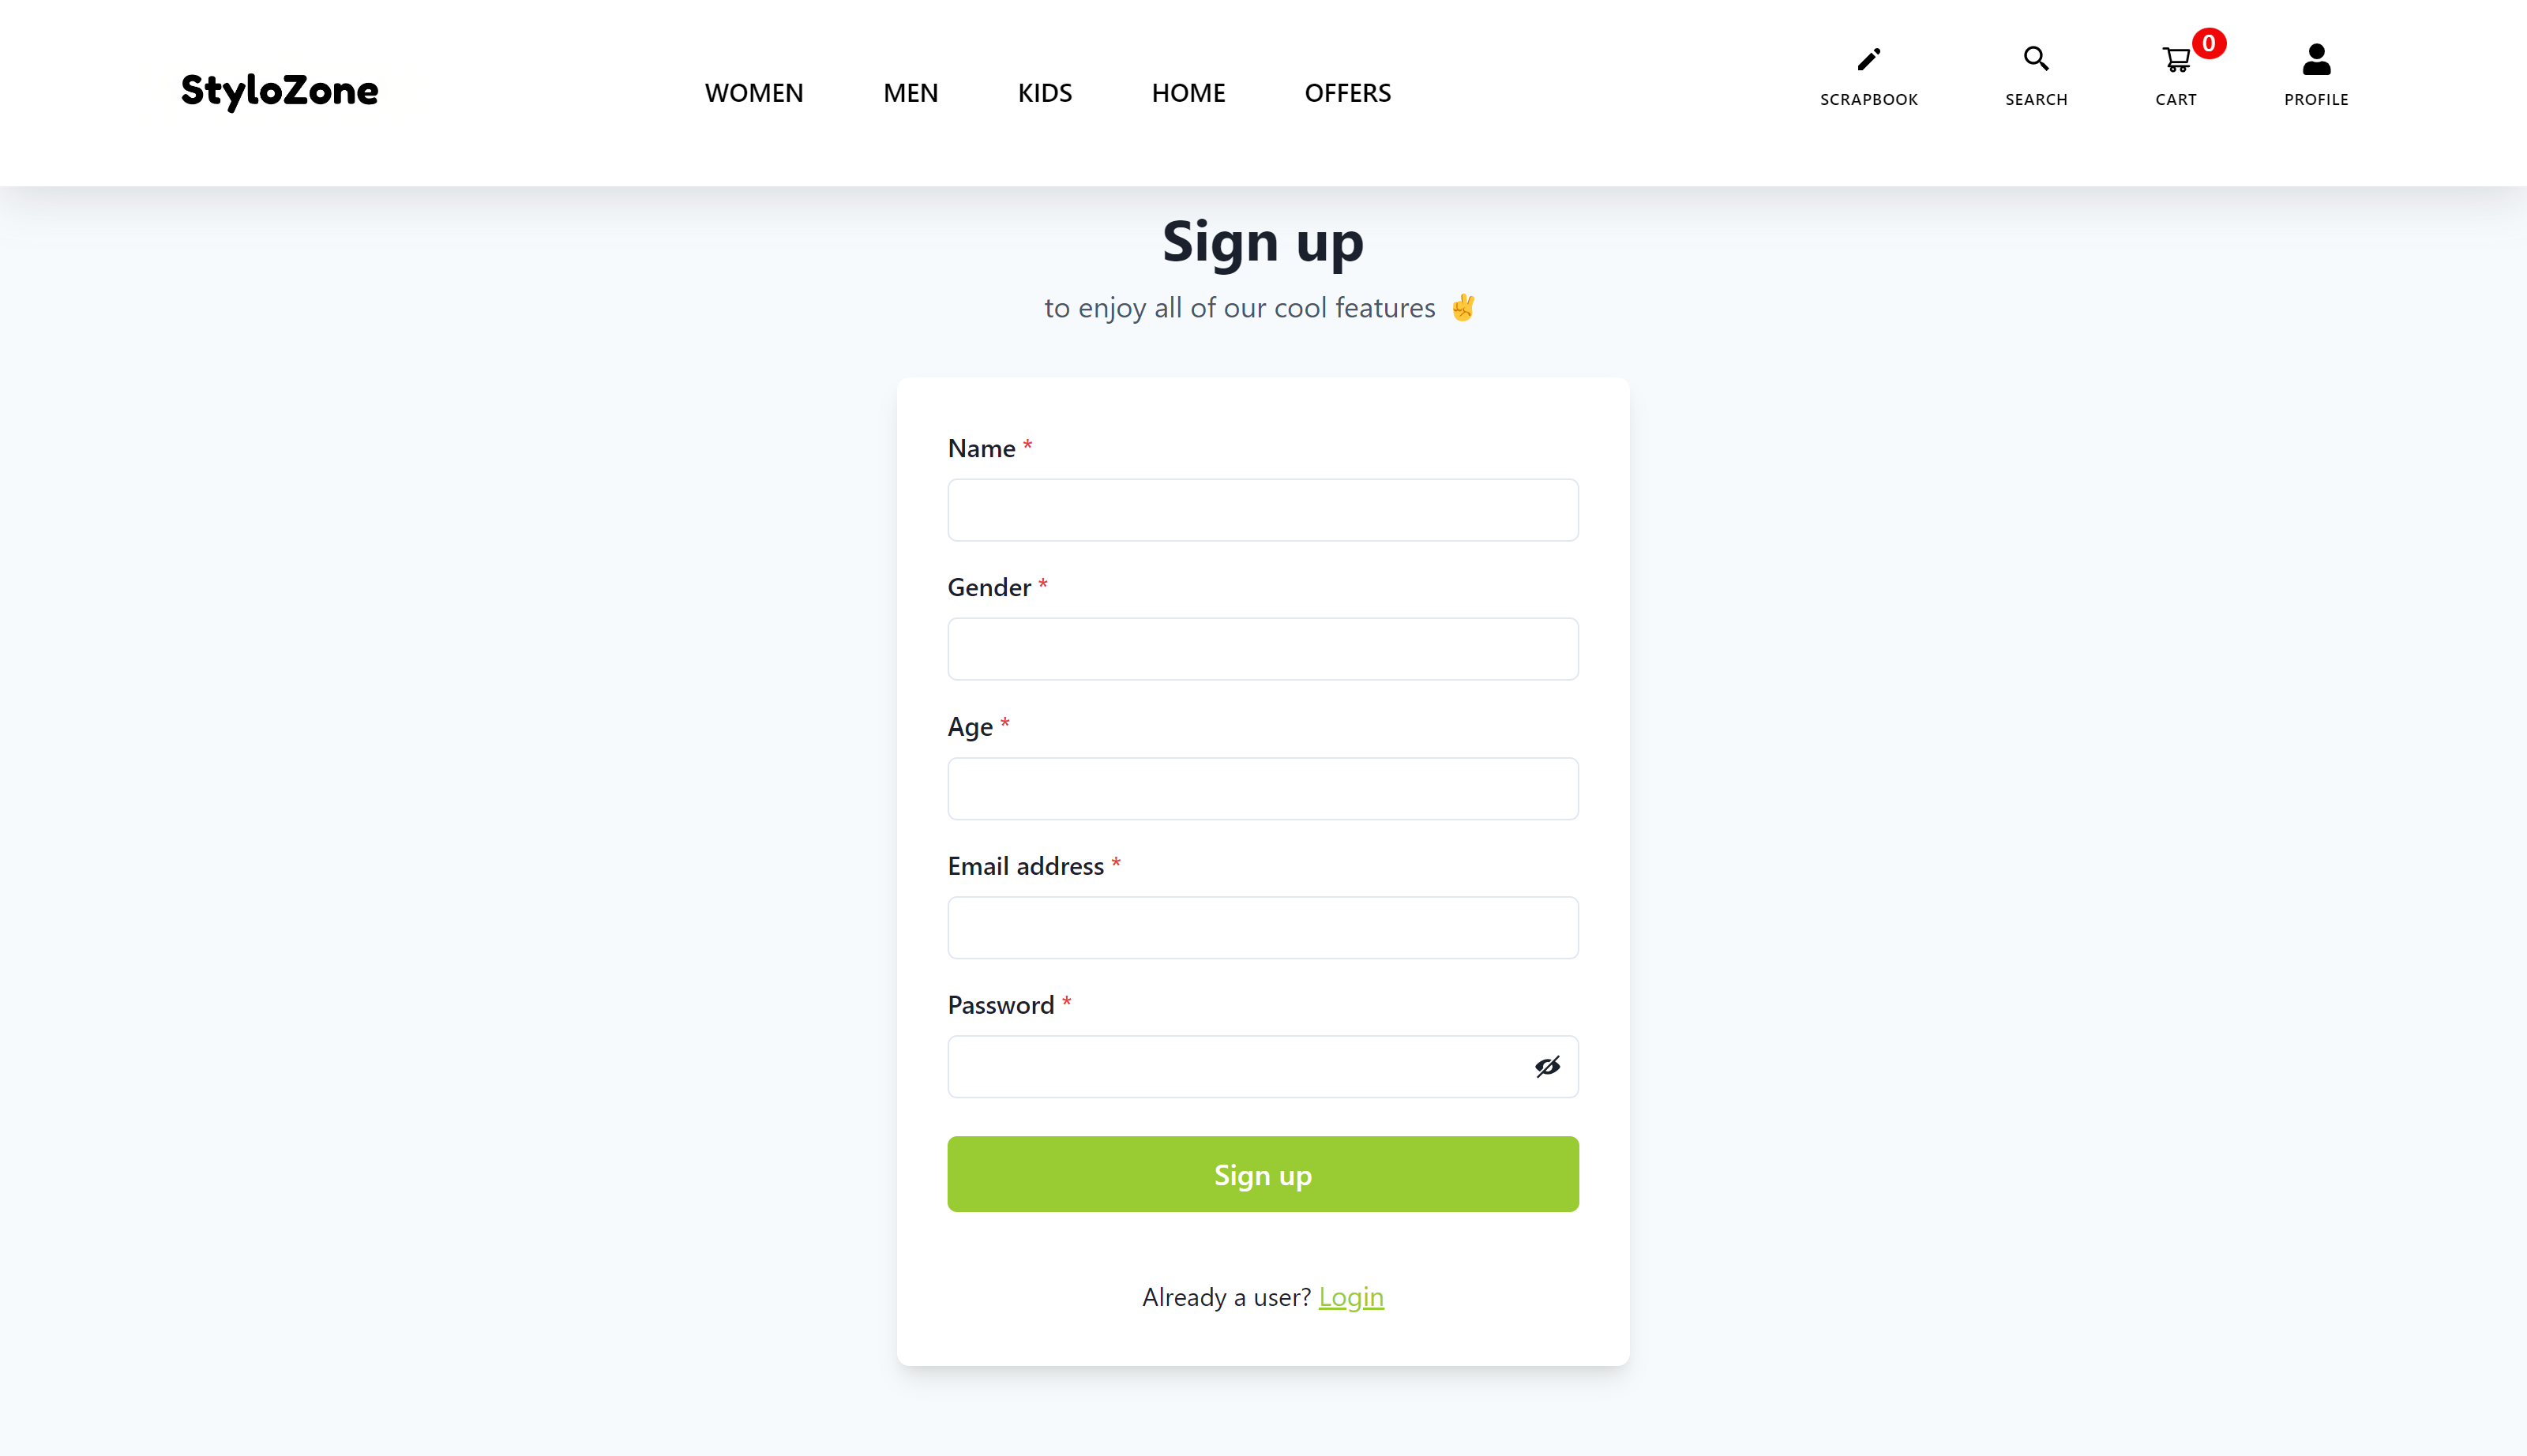 StyloZone
WOMEN MEN KIDS HOME OFFERS
SCRAPBOOK SEARCH 0 CART PROFILE
Sign up
to enjoy all of our cool features ✌️
Name *
Gender *
Age *
Email address *
Password *
Sign up
Already a user? Login